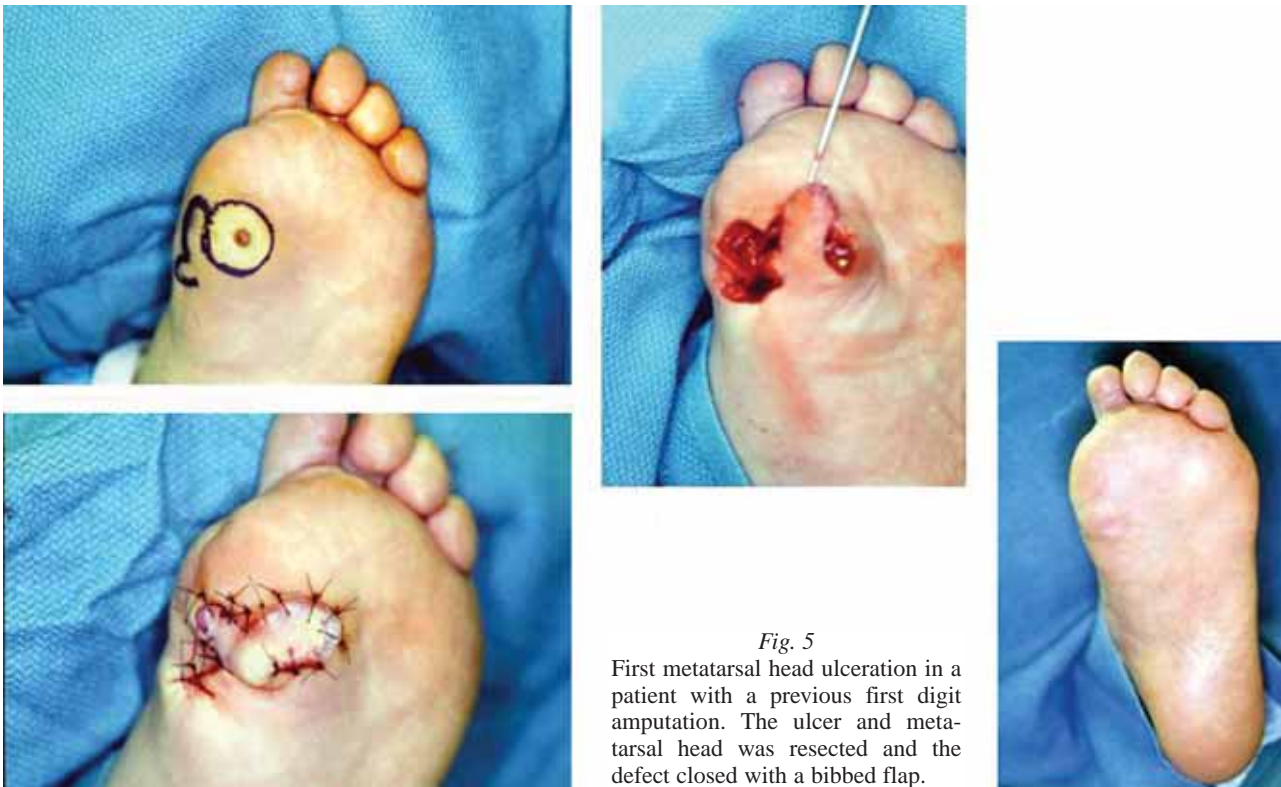 Fig. 5
First metatarsal head ulceration in a
patient with a previous first digit
amputation. The ulcer and meta-
tarsal head was resected and the
defect closed with a bibbed flap.